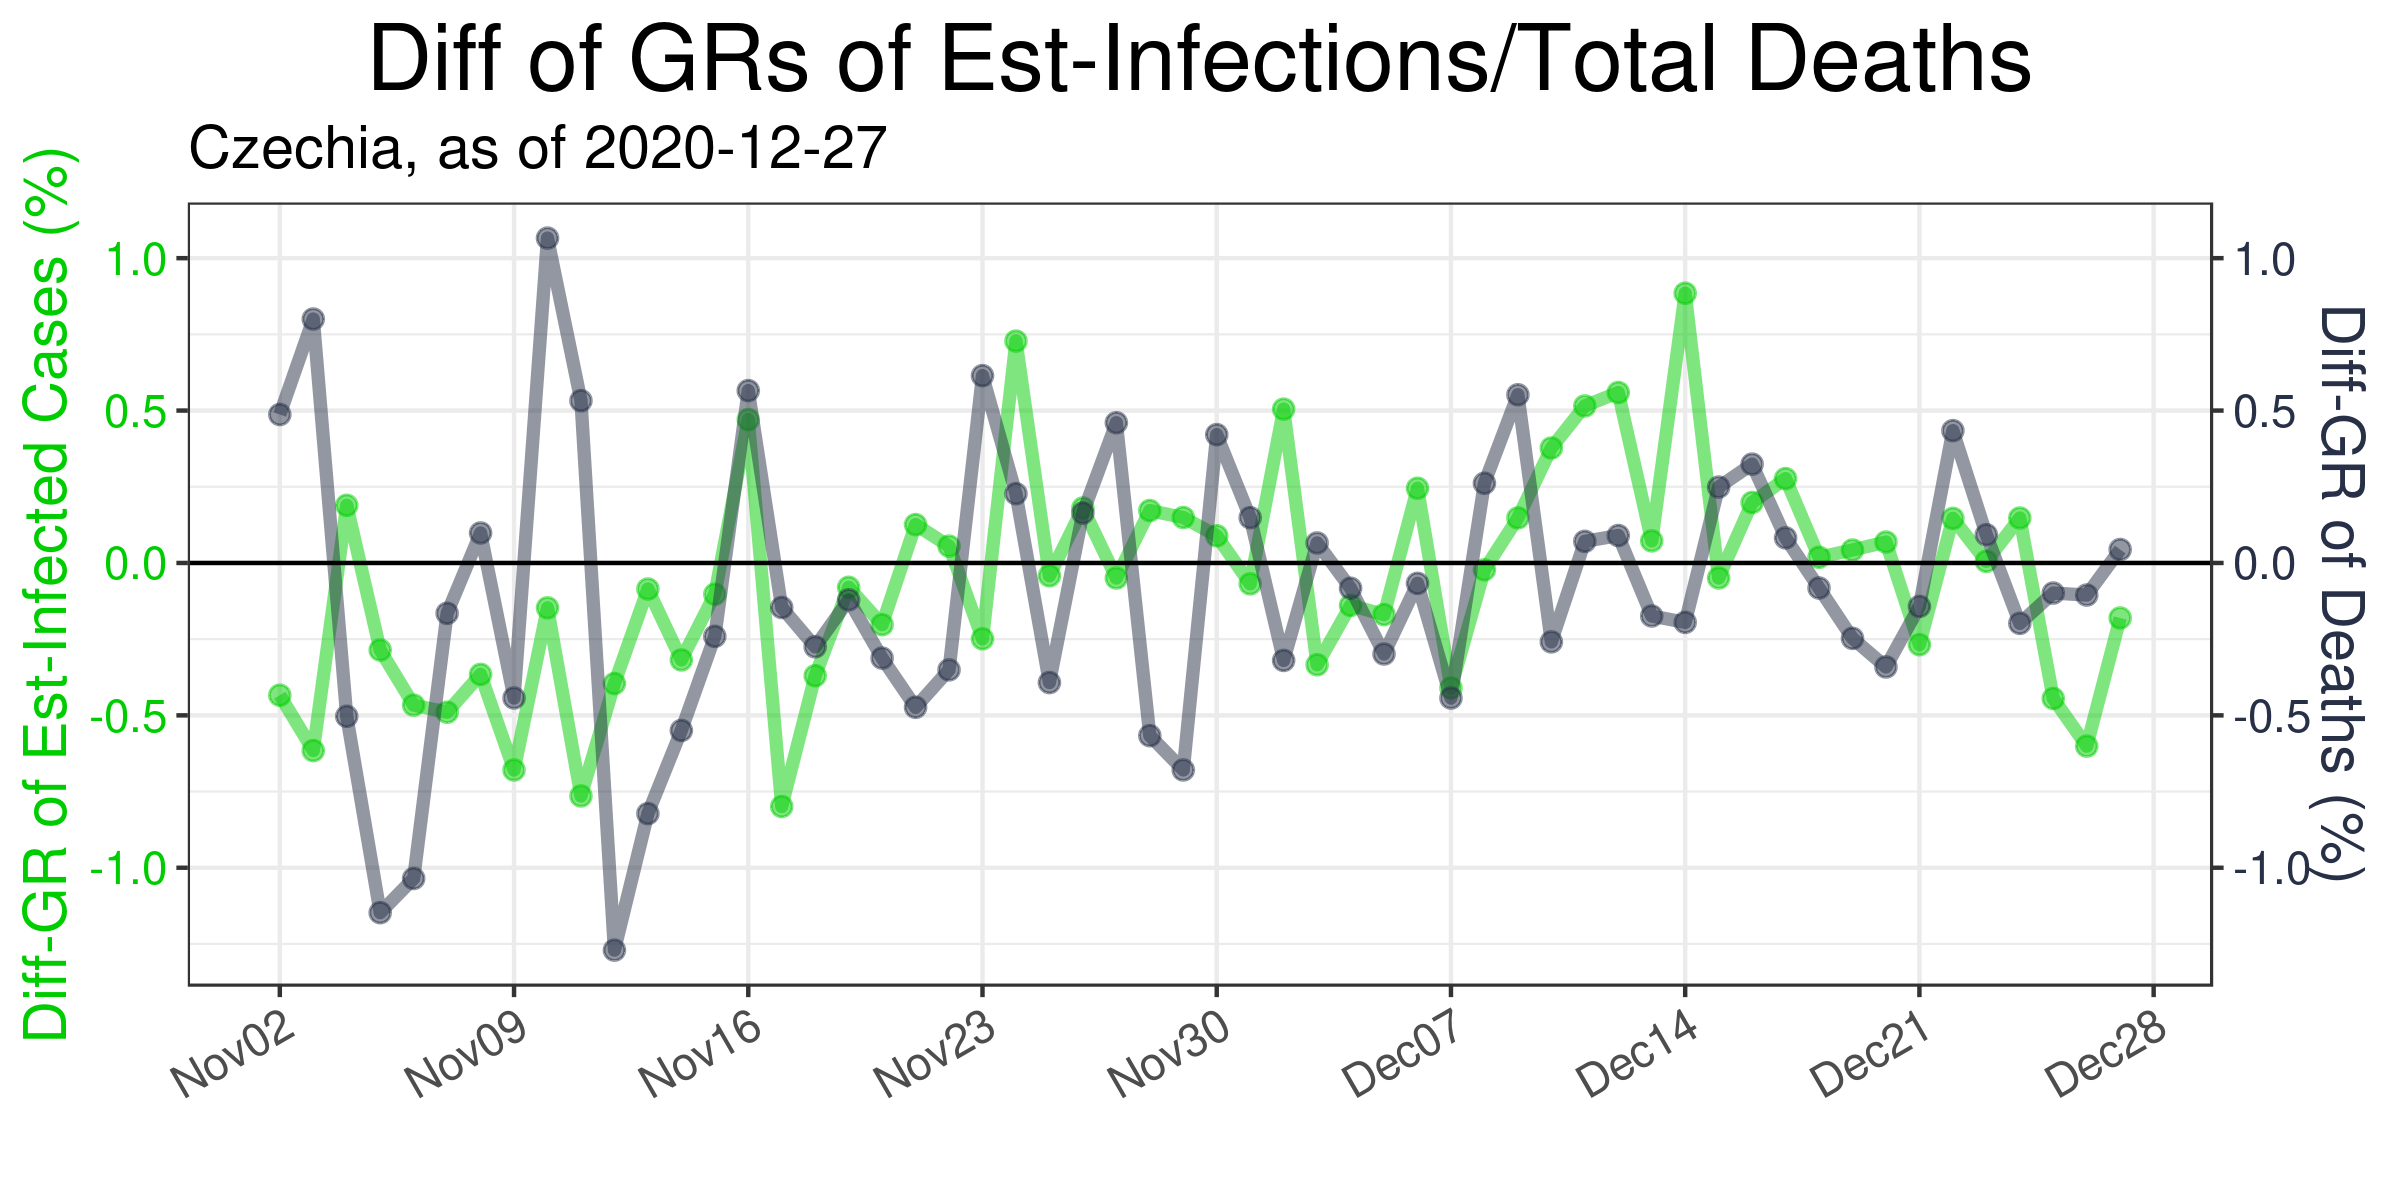 Diff of GRs of Est-Infections/Total Deaths
Czechia, as of 2020-12-27
Diff-GR of Est-Infected Cases (%)
1.0
0.5
0.0
-0.5
-1.0
1.0
0.5
0.0
-0.5
-1.0
Diff-GR of Deaths (%)
Nov02
Nov09
Nov16
Nov23
Nov30
Dec07
Dec14
Dec21
Dec28